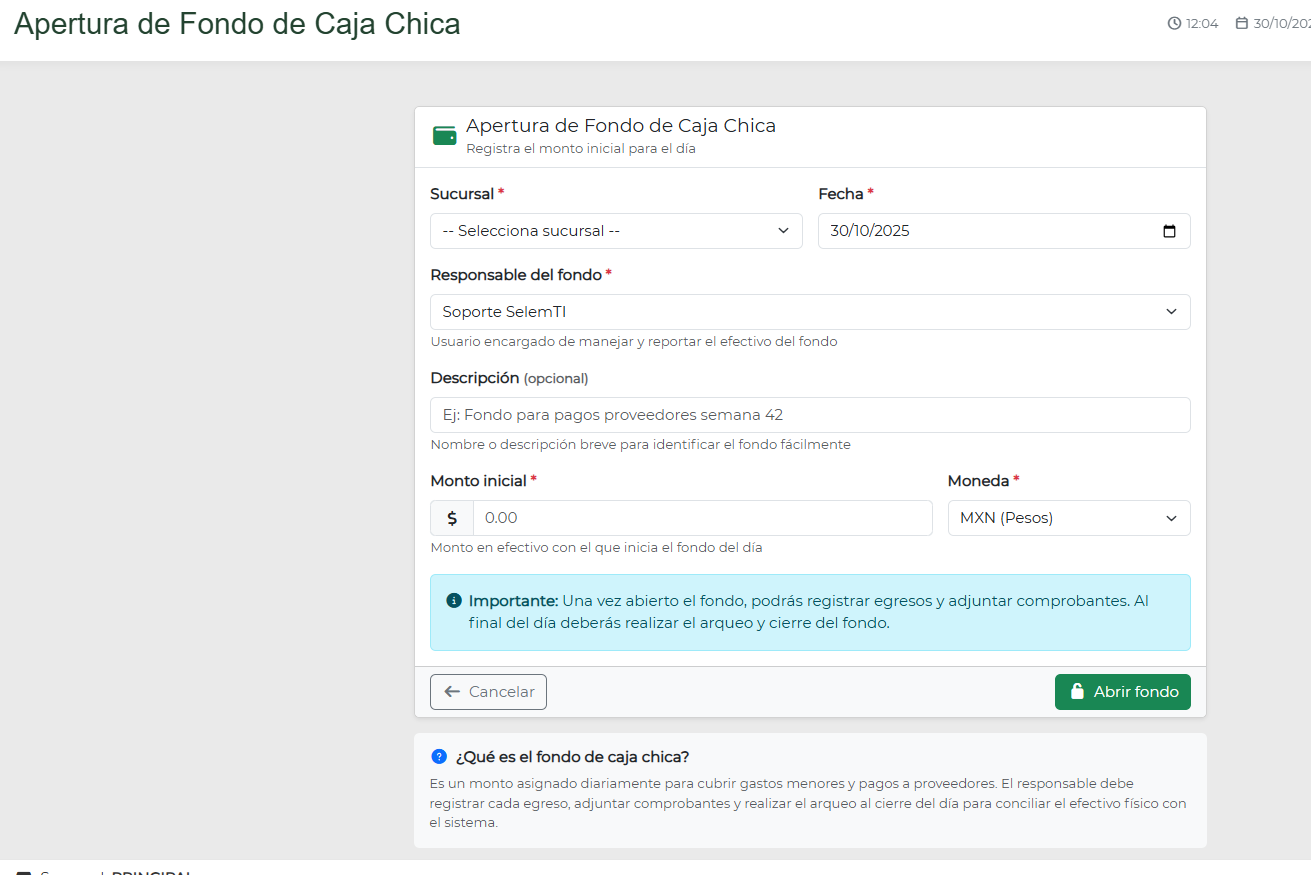 Apertura de Fondo de Caja Chica
12:04 30/10/202
Apertura de Fondo de Caja Chica
Registra el monto inicial para el día
Sucursal * Fecha *
-- Selecciona sucursal -- 30/10/2025
Responsable del fondo *
Soporte SelemTI
Usuario encargado de manejar y reportar el efectivo del fondo
Descripción (opcional)
Ej: Fondo para pagos proveedores semana 42
Nombre o descripción breve para identificar el fondo fácilmente
Monto inicial * Moneda *
$ 0.00 MXN (Pesos)
Monto en efectivo con el que inicia el fondo del día
Importante: Una vez abierto el fondo, podrás registrar egresos y adjuntar comprobantes. Al
final del día deberás realizar el arqueo y cierre del fondo.
Cancelar Abrir fondo
¿Qué es el fondo de caja chica?
Es un monto asignado diariamente para cubrir gastos menores y pagos a proveedores. El responsable debe
registrar cada egreso, adjuntar comprobantes y realizar el arqueo al cierre del día para conciliar el efectivo físico con
el sistema.
PRINCIPAL